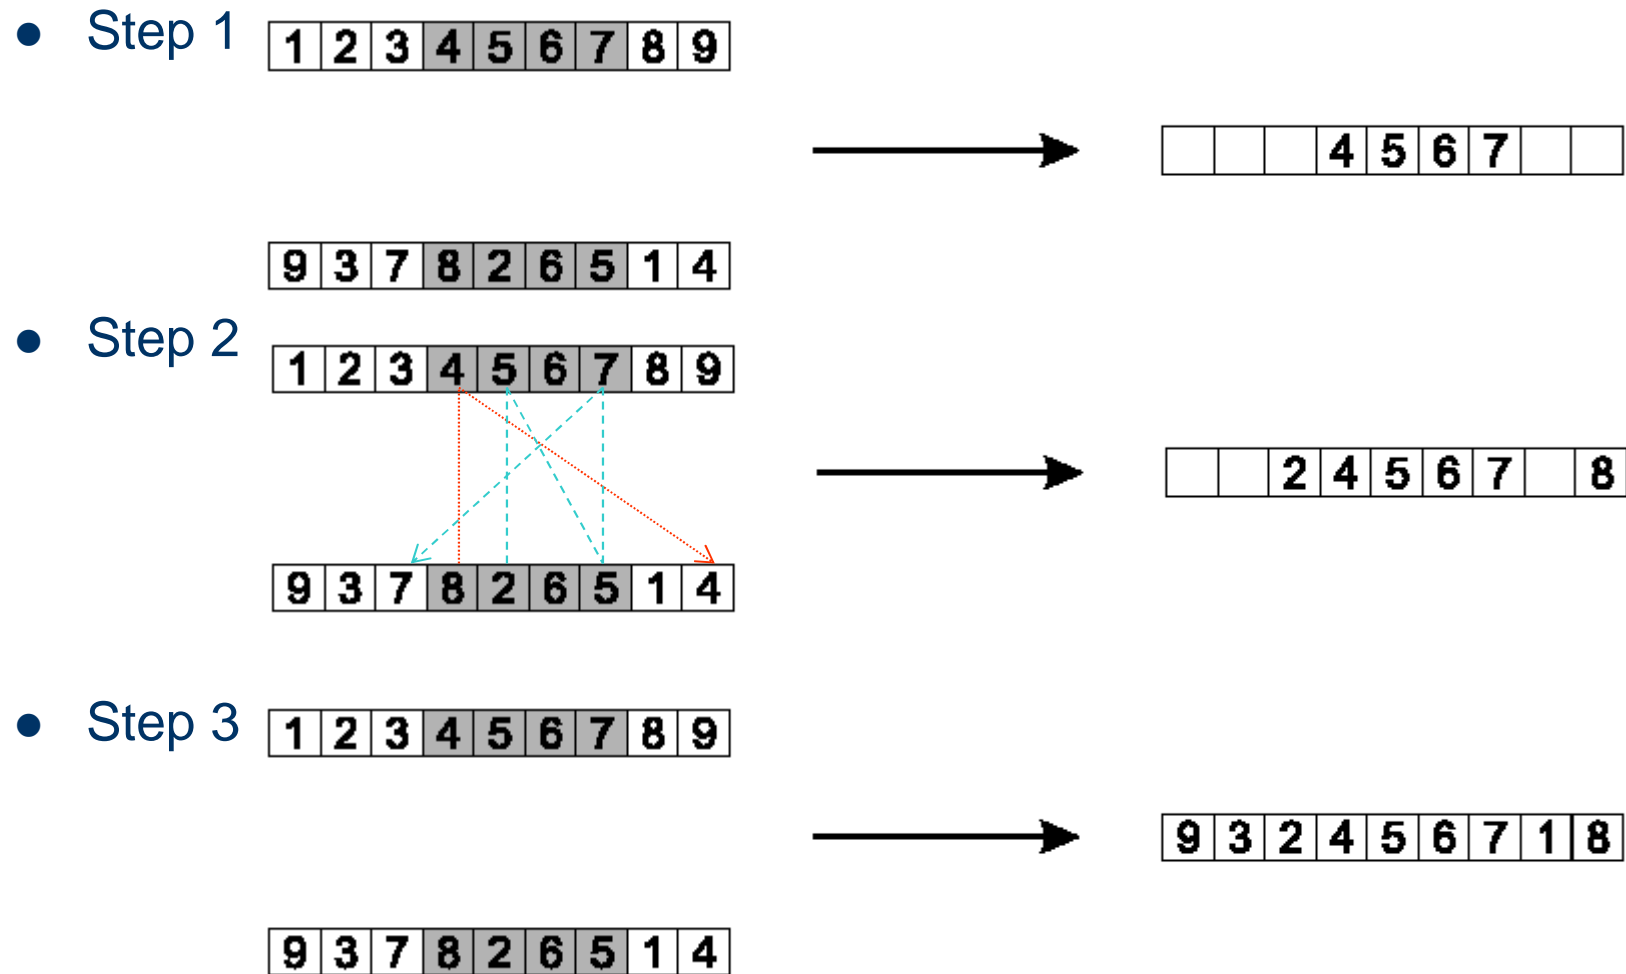 ● Step 1 1 2 3 4 5 6 7 8 9
4 5 6 7
9 3 7 8 2 6 5 1 4
● Step 2 1 2 3 4 5 6 7 8 9
2 4 5 6 7 8
9 3 7 8 2 6 5 1 4
● Step 3 1 2 3 4 5 6 7 8 9
9 3 2 4 5 6 7 1 8
9 3 7 8 2 6 5 1 4